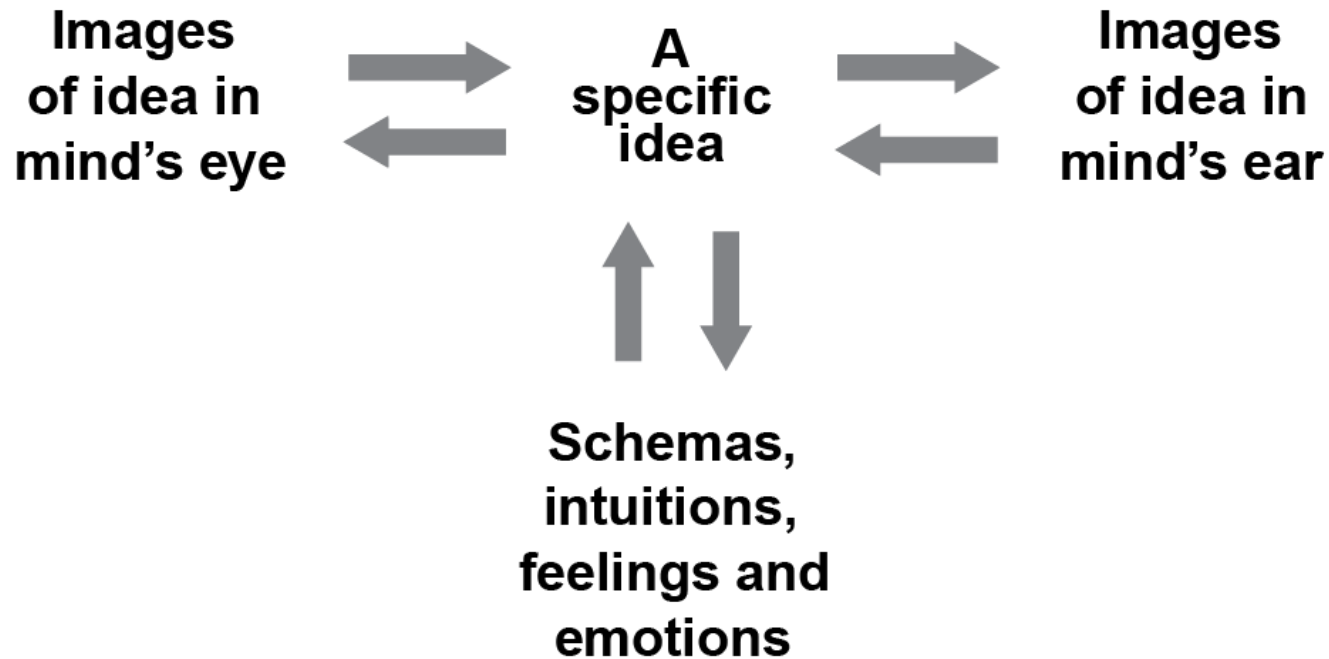 Images
of idea in
mind’s eye
A
specific
idea
Images
of idea in
mind’s ear
Schemas,
intuitions,
feelings and
emotions